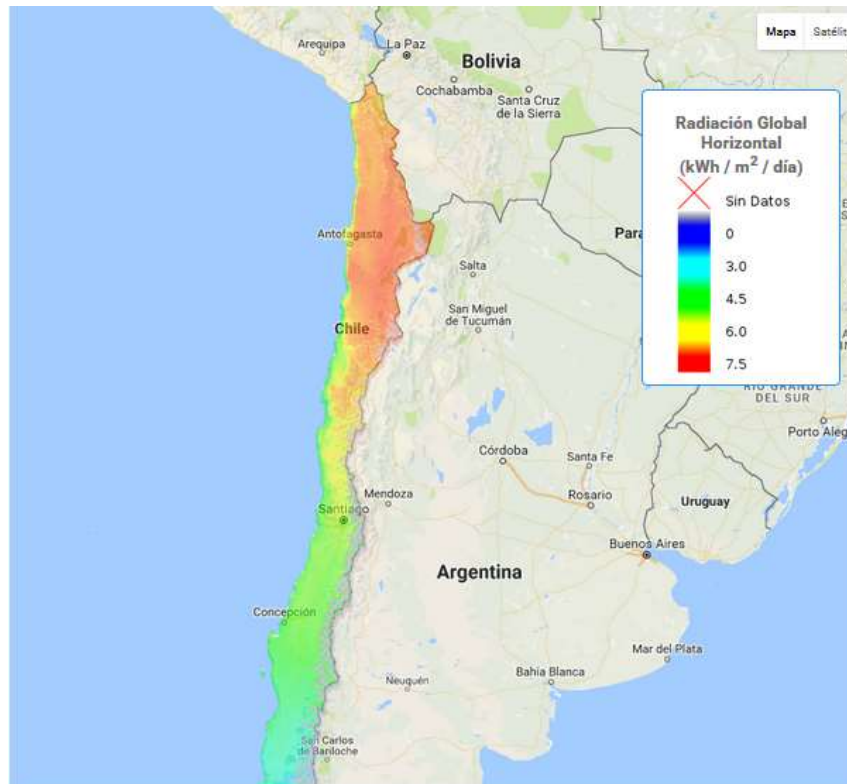 Mapa Satélit
Arequipa
La Paz
Bolivia
Cochabamba
Santa Cruz
de la Sierra
Radiación Global
Horizontal
(kWh / m² / día)
Sin Datos
0
3.0
4.5
6.0
7.5
Para
Antofagasta
Salta
San Miguel
de Tucumán
Chile
RIO GRANDE
DEL SUR
Porto Aleg
Córdoba
Santa Fe
Mendoza
Rosario
Santiago
Uruguay
Buenos Aires
Argentina
Concepción
Mar del Plata
Bahía Blanca
Neuquén
San Carlos
de Bariloche